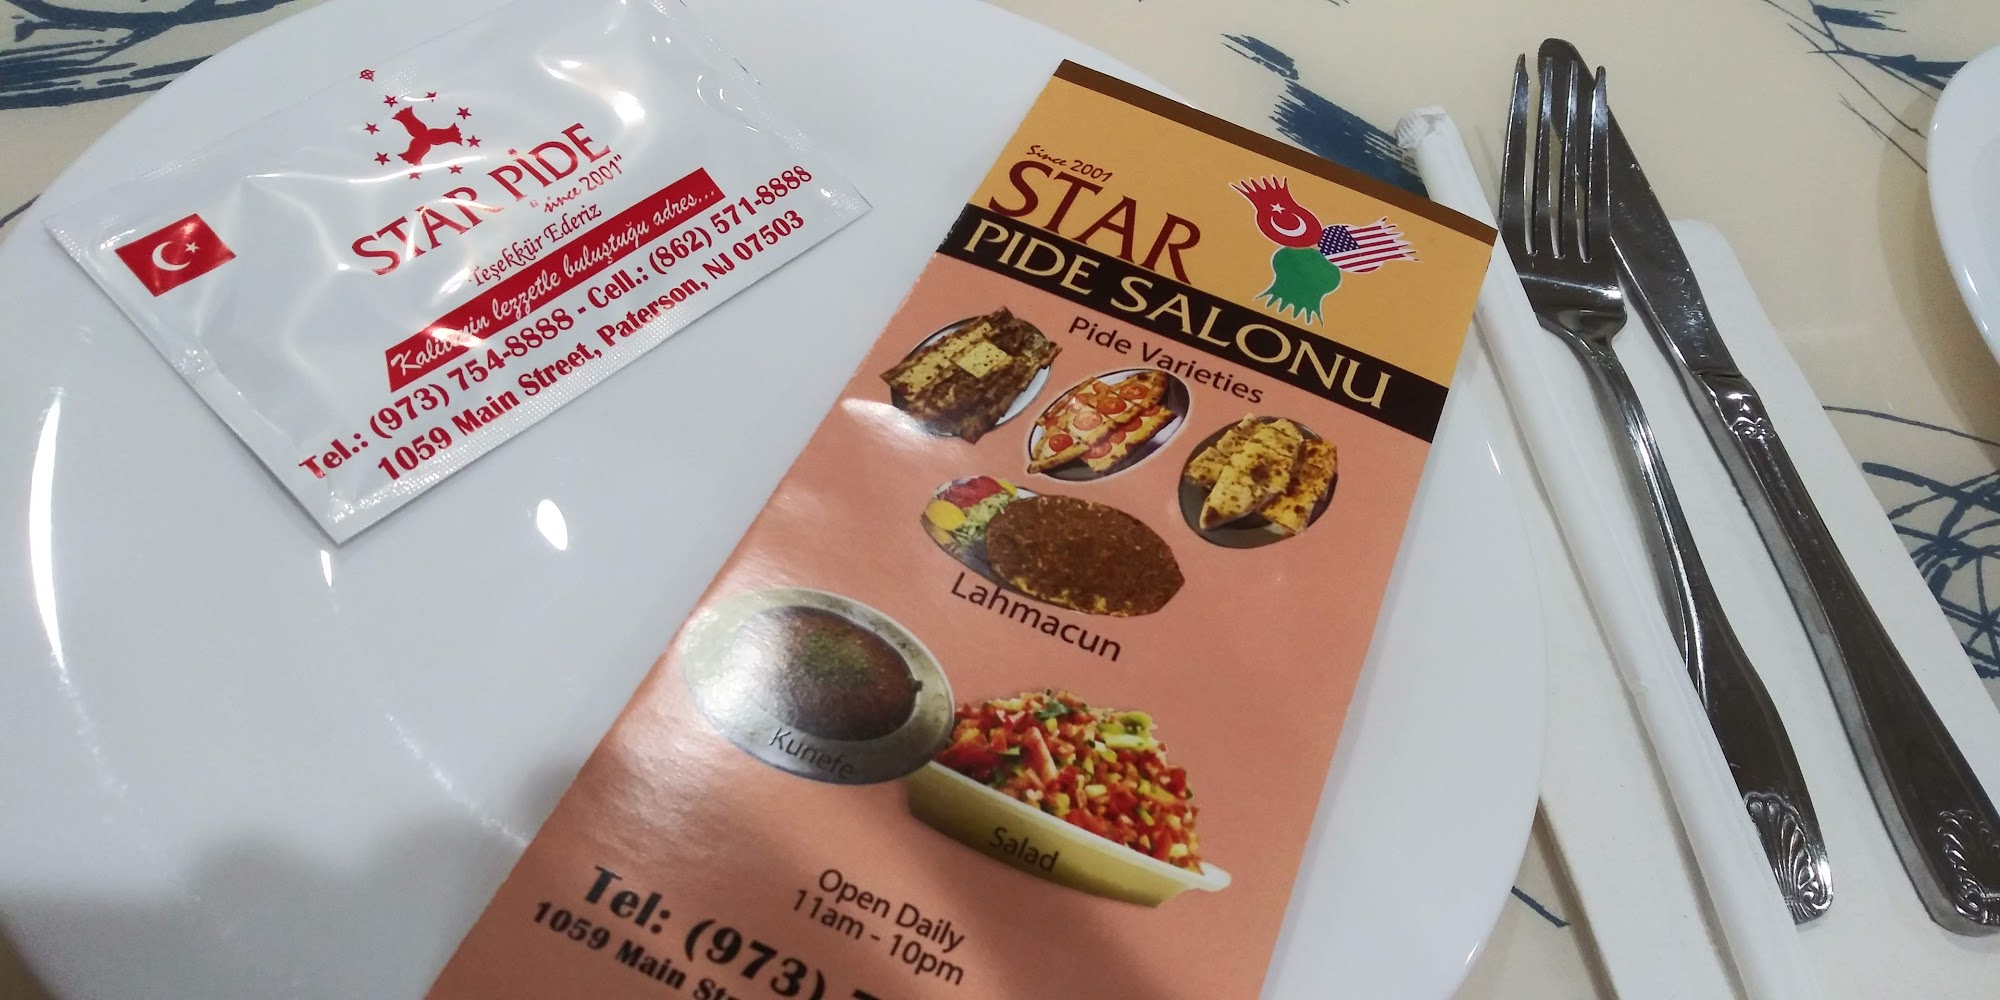 STAR PİDE
"since 2001"
Teşekkür Ederiz
Kalitenin lezzetle buluştuğu adres...
Tel.: (973) 754-8888 - Cell.: (862) 571-8888
1059 Main Street, Paterson, NJ 07503
Since 2001
STAR
PIDE SALONU
Pide Varieties
Lahmacun
Kunefe
Salad
Open Daily
11am - 10pm
Tel: (973)
1059 Main